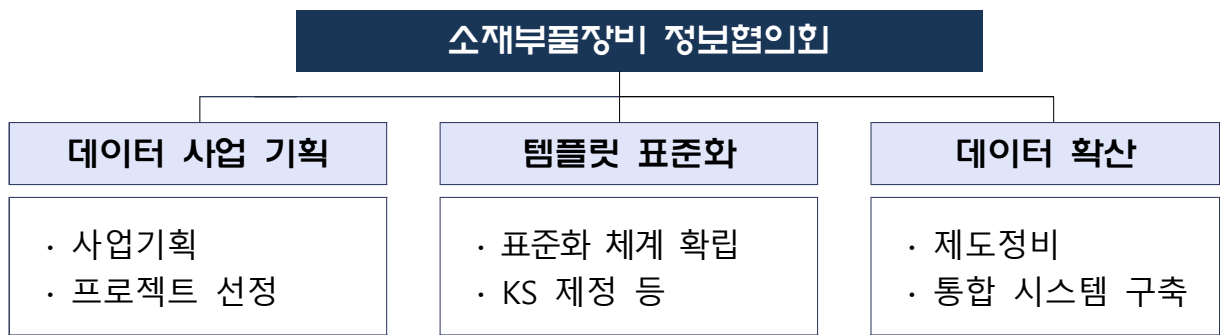 소재부품장비 정보협의회
데이터 사업 기획
· 사업기획
· 프로젝트 선정
템플릿 표준화
· 표준화 체계 확립
· KS 제정 등
데이터 확산
· 제도정비
· 통합 시스템 구축